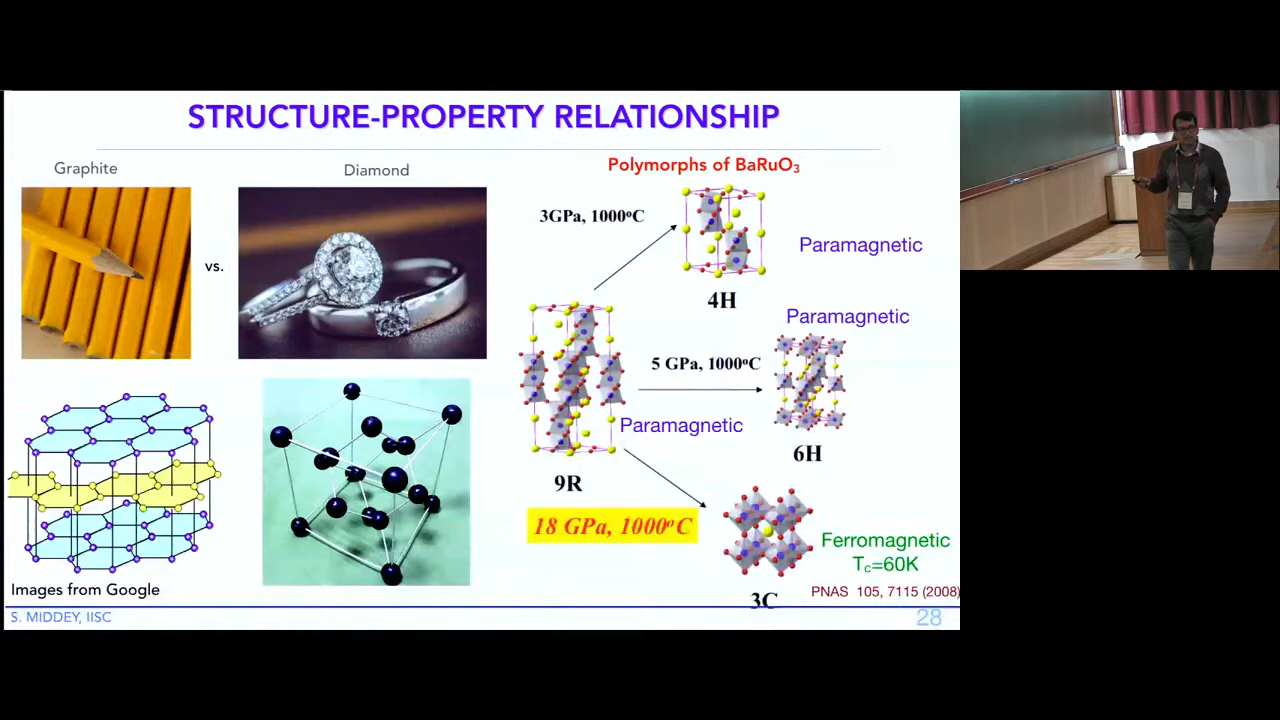 STRUCTURE-PROPERTY RELATIONSHIP
Graphite
Diamond
vs.
Images from Google
Polymorphs of BaRuO₃
3GPa, 1000°C
Paramagnetic
4H
Paramagnetic
5 GPa, 1000°C
6H
Paramagnetic
9R
18 GPa, 1000°C
Ferromagnetic
Tc=60K
3C
PNAS 105, 7115 (2008)
S. MIDDEY, IISC
28